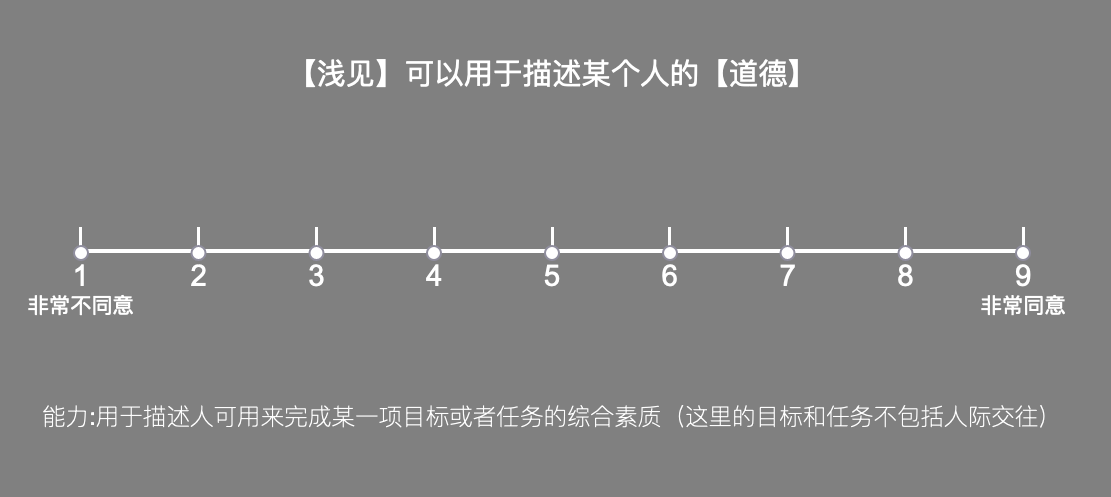 【浅见】可以用于描述某个人的【道德】
1 2 3 4 5 6 7 8 9
非常不同意 非常同意
能力:用于描述人可用来完成某一项目标或者任务的综合素质（这里的目标和任务不包括人际交往）